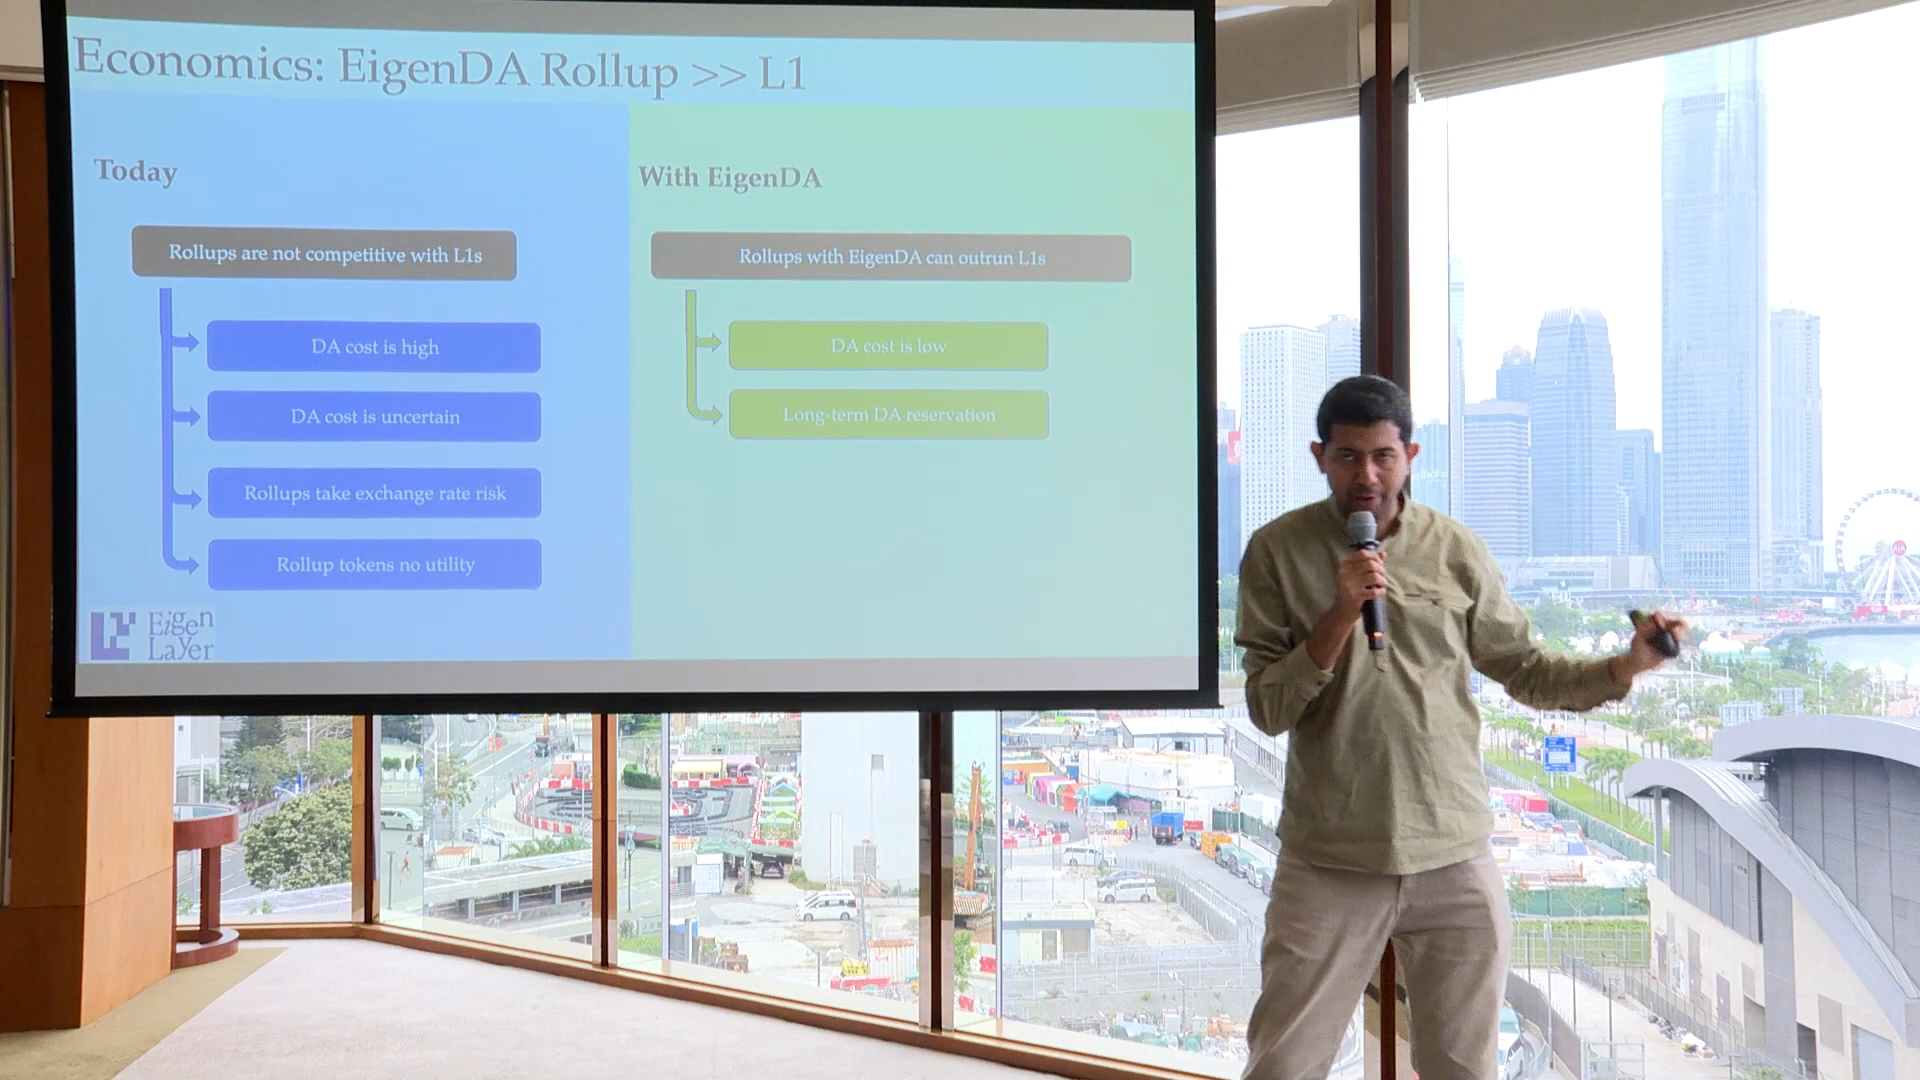 Economics: EigenDA Rollup >> L1
Today
Rollups are not competitive with L1s
DA cost is high
DA cost is uncertain
Rollups take exchange rate risk
Rollup tokens no utility
With EigenDA
Rollups with EigenDA can outrun L1s
DA cost is low
Long-term DA reservation
Eigen
Layer
AIA